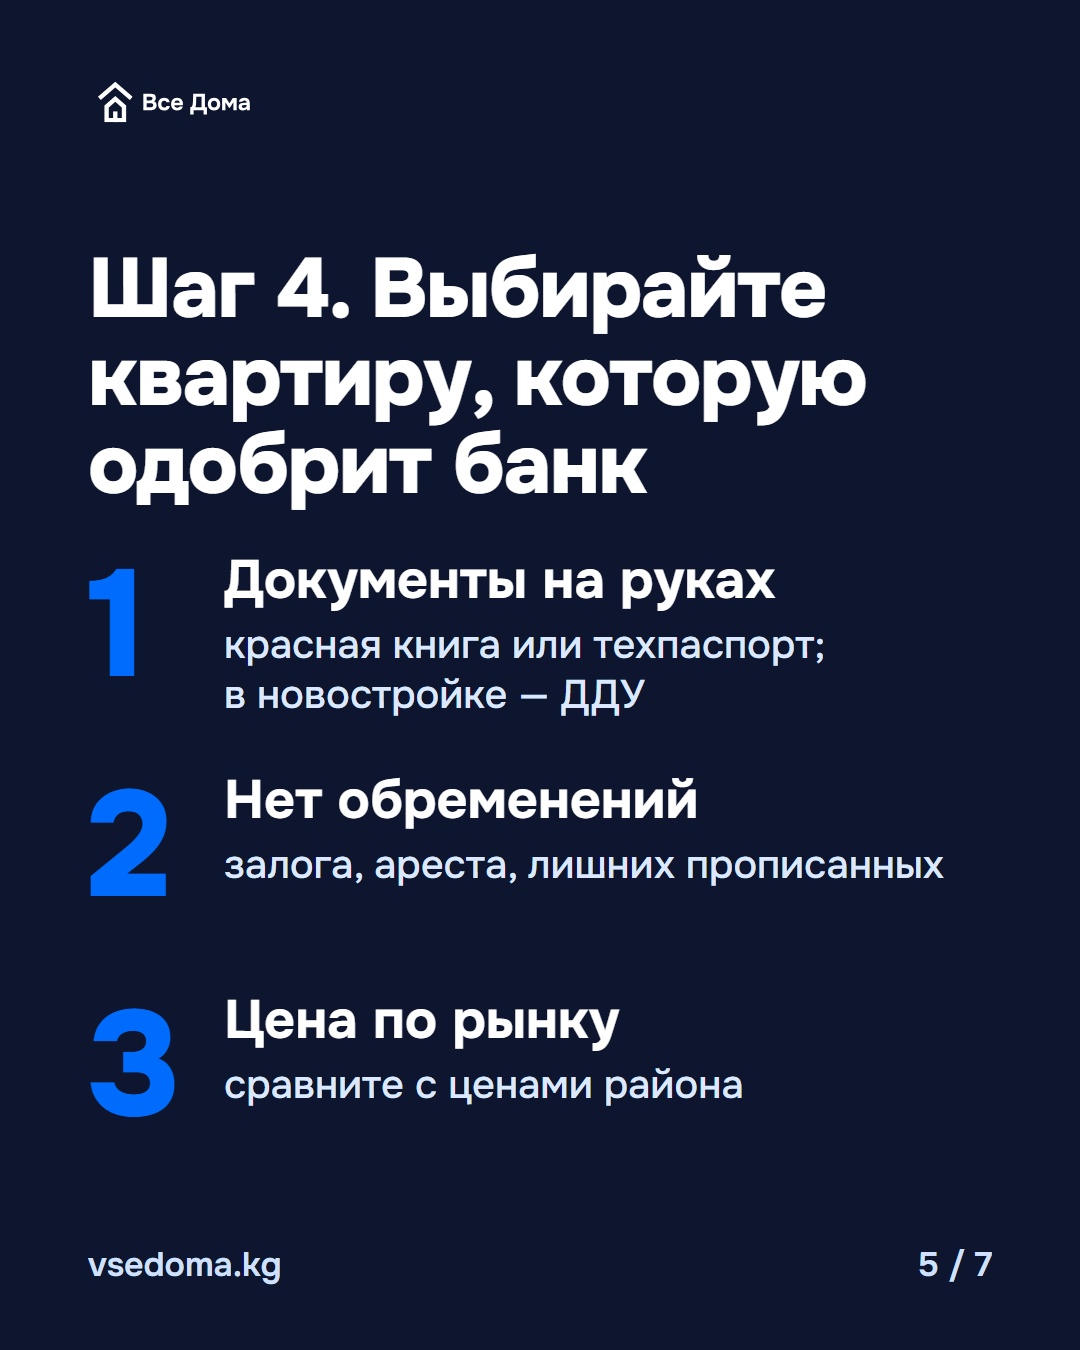 Все Дома
Шаг 4. Выбирайте
квартиру, которую
одобрит банк
1
Документы на руках
красная книга или техпаспорт;
в новостройке — ДДУ
2
Нет обременений
залога, ареста, лишних прописанных
3
Цена по рынку
сравните с ценами района
vsedoma.kg
5 / 7